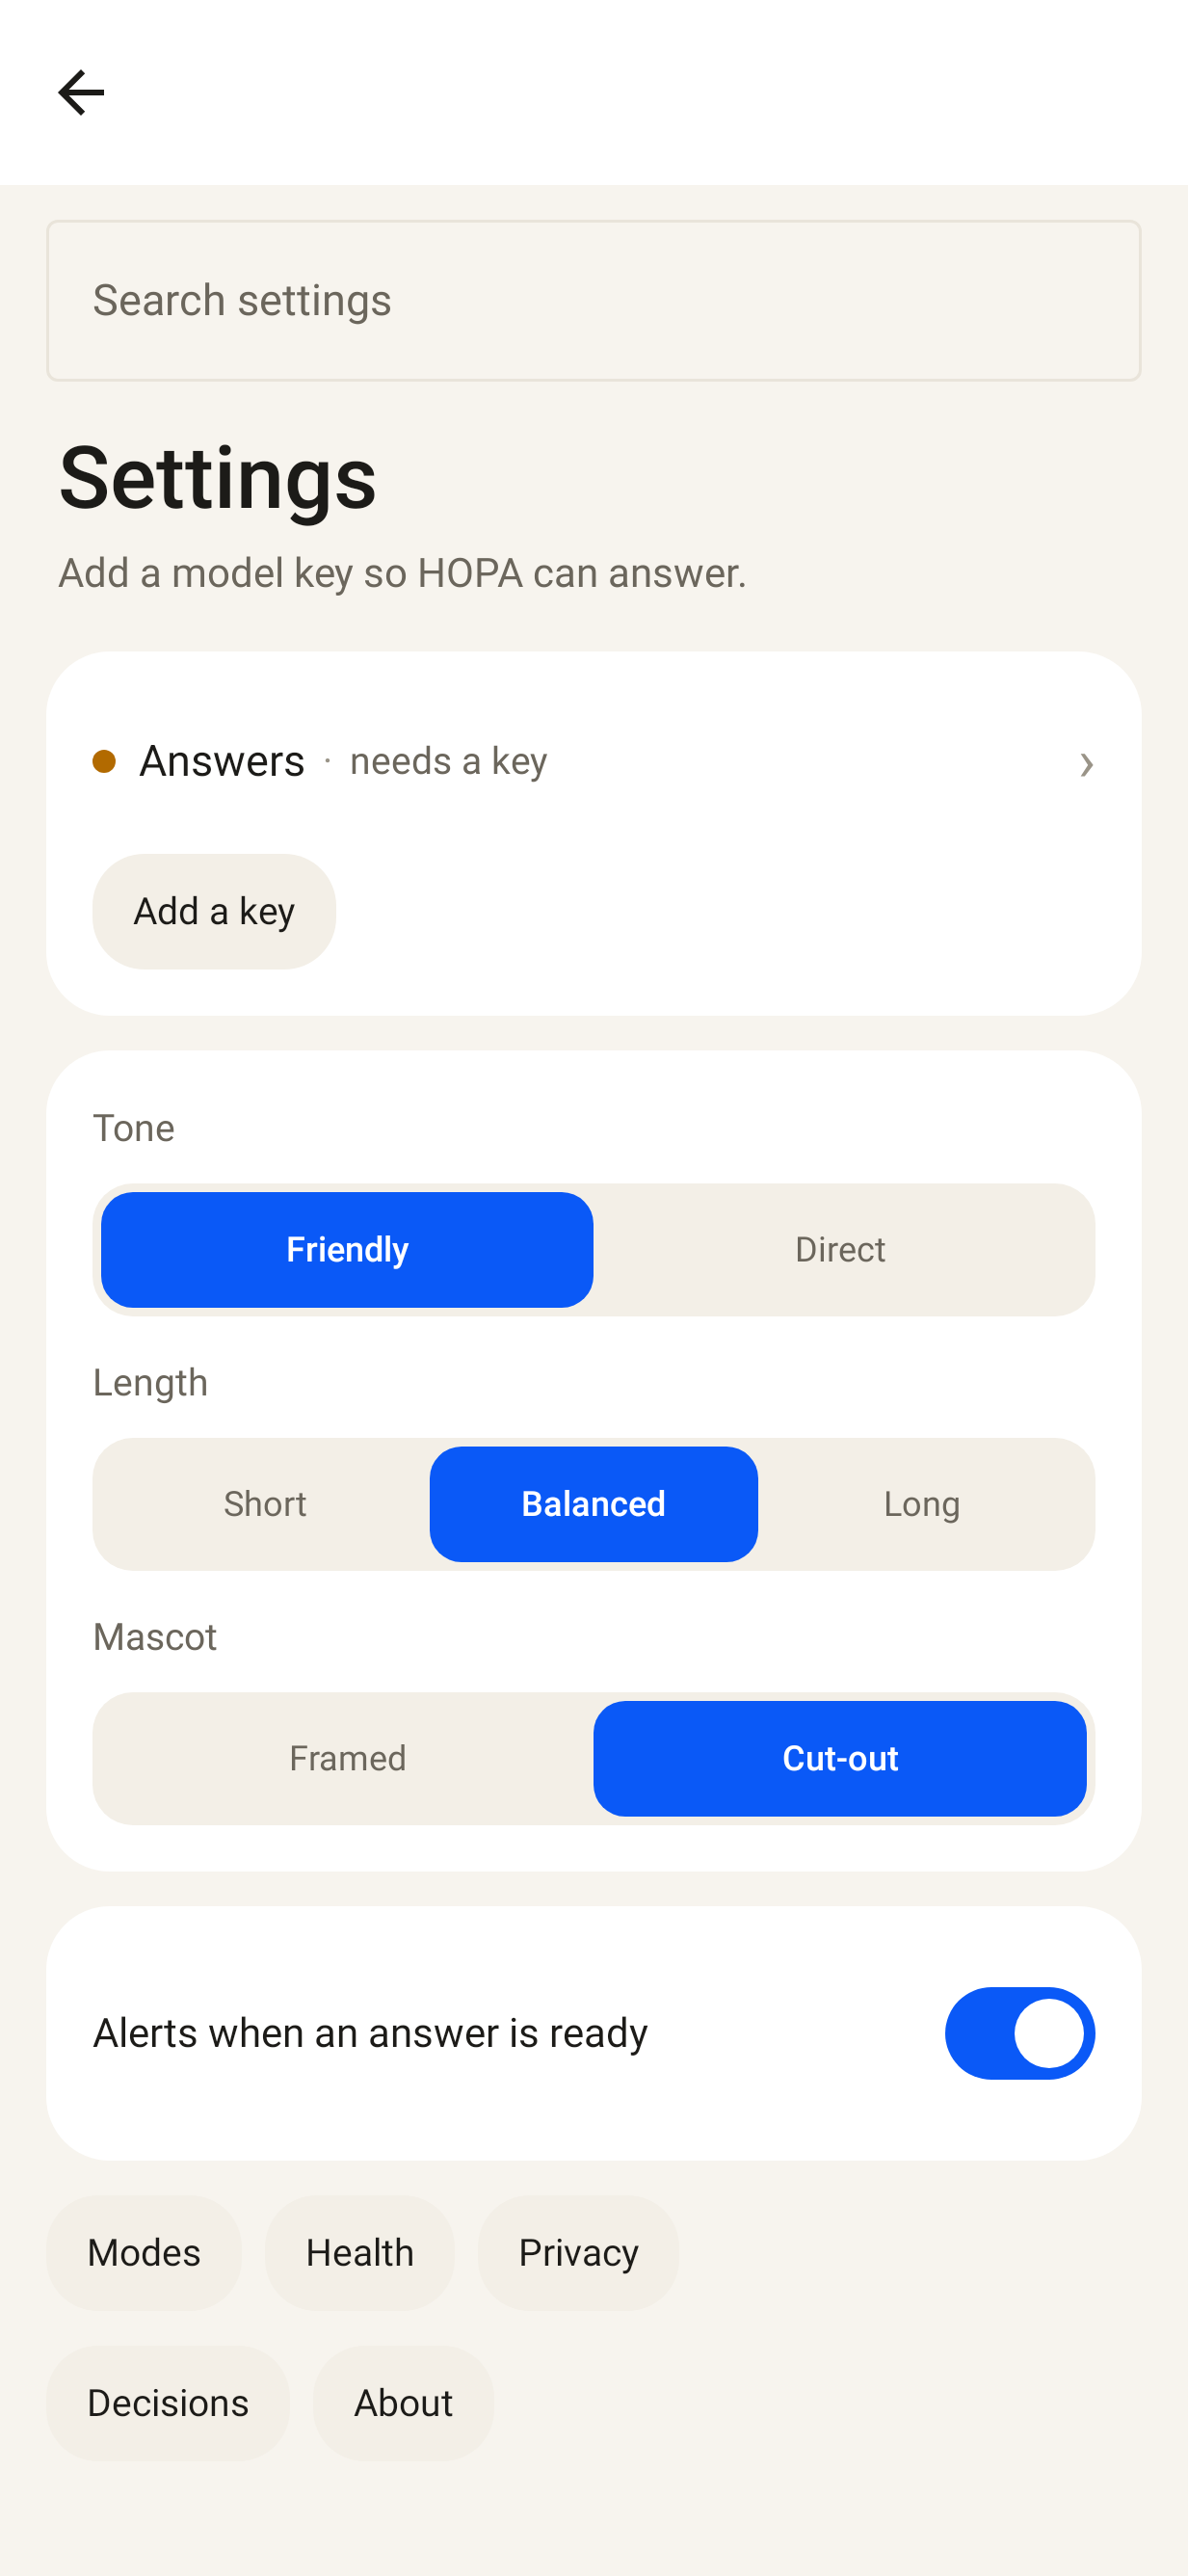 Search settings
Settings
Add a model key so HOPA can answer.
Answers · needs a key ›
Add a key
Tone
Friendly Direct
Length
Short Balanced Long
Mascot
Framed Cut-out
Alerts when an answer is ready
Modes Health Privacy
Decisions About